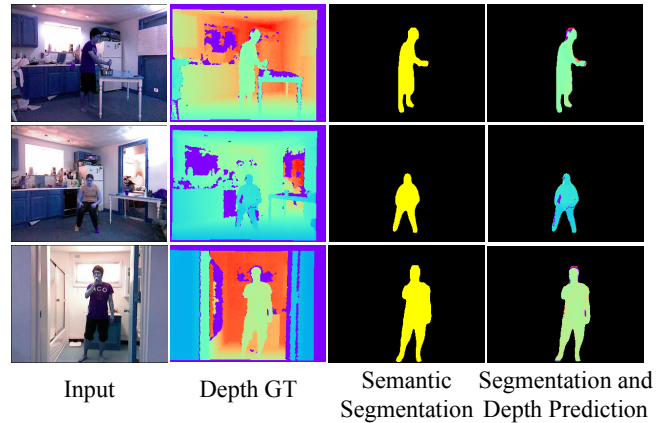 Input
Depth GT
Semantic
Segmentation
Segmentation and
Depth Prediction